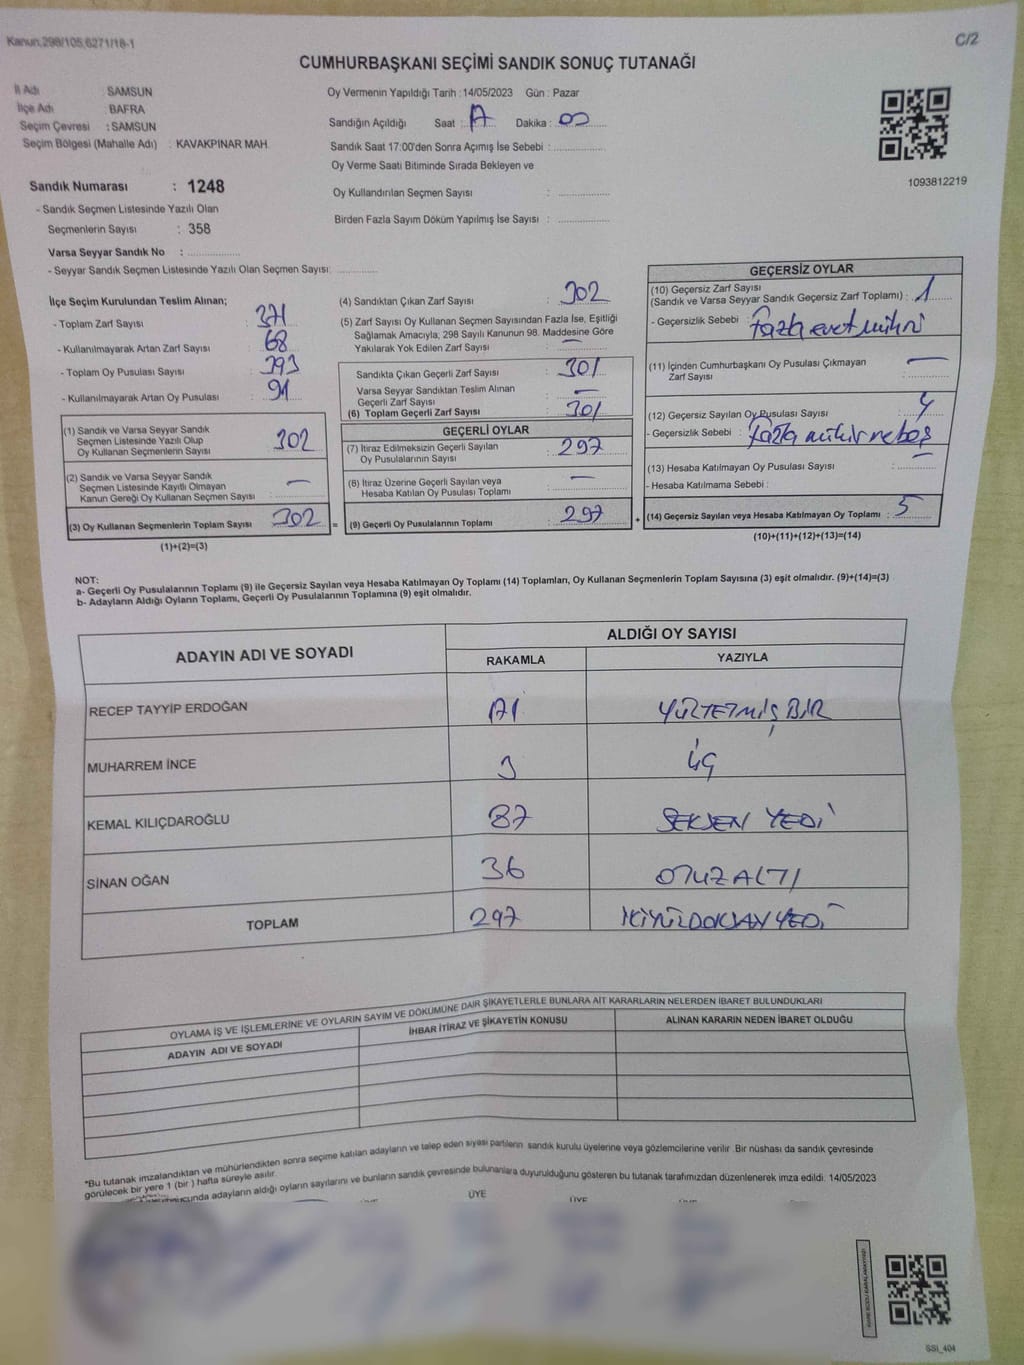 Kanun;298/105,6271/18-1
C/2
CUMHURBAŞKANI SEÇİMİ SANDIK SONUÇ TUTANAĞI
İl Adı : SAMSUN
İlçe Adı : BAFRA
Seçim Çevresi : SAMSUN
Seçim Bölgesi (Mahalle Adı) : KAVAKPINAR MAH.
Sandık Numarası : 1248
- Sandık Seçmen Listesinde Yazılı Olan
Seçmenlerin Sayısı : 358
Varsa Seyyar Sandık No : ..................
- Seyyar Sandık Seçmen Listesinde Yazılı Olan Seçmen Sayısı: .............
Oy Vermenin Yapıldığı Tarih : 14/05/2023 Gün : Pazar
Sandığın Açıldığı Saat : Dakika : 00
Sandık Saat 17:00'den Sonra Açımış İse Sebebi : .................
Oy Verme Saati Bitiminde Sırada Bekleyen ve
Oy Kullandırılan Seçmen Sayısı : .................
Birden Fazla Sayım Döküm Yapılmış İse Sayısı : .................
1093812219
İlçe Seçim Kurulundan Teslim Alınan;
- Toplam Zarf Sayısı : 371
- Kullanılmayarak Artan Zarf Sayısı : 68
- Toplam Oy Pusulası Sayısı : 393
- Kullanılmayarak Artan Oy Pusulası : 91
(1) Sandık ve Varsa Seyyar Sandık
Seçmen Listesinde Yazılı Olup
Oy Kullanan Seçmenlerin Sayısı 302
(2) Sandık ve Varsa Seyyar Sandık
Seçmen Listesinde Kayıtlı Olmayan
Kanun Gereği Oy Kullanan Seçmen Sayısı : —
(3) Oy Kullanan Seçmenlerin Toplam Sayısı 302 =
(1)+(2)=(3)
(4) Sandıktan Çıkan Zarf Sayısı : 302
(5) Zarf Sayısı Oy Kullanan Seçmen Sayısından Fazla İse, Eşitliği
Sağlamak Amacıyla, 298 Sayılı Kanunun 98. Maddesine Göre
Yakılarak Yok Edilen Zarf Sayısı : —
Sandıkta Çıkan Geçerli Zarf Sayısı : 301
Varsa Seyyar Sandıktan Teslim Alınan
Geçerli Zarf Sayısı : —
(6) Toplam Geçerli Zarf Sayısı : 301
GEÇERLİ OYLAR
(7) İtiraz Edilmeksizin Geçerli Sayılan
Oy Pusulalarının Sayısı : 297
(8) İtiraz Üzerine Geçerli Sayılan veya
Hesaba Katılan Oy Pusulası Toplamı : —
(9) Geçerli Oy Pusulalarının Toplamı : 297 +
GEÇERSİZ OYLAR
(10) Geçersiz Zarf Sayısı
(Sandık ve Varsa Seyyar Sandık Geçersiz Zarf Toplamı) : 1
- Geçersizlik Sebebi : fazla evet mührü
(11) İçinden Cumhurbaşkanı Oy Pusulası Çıkmayan
Zarf Sayısı : —
(12) Geçersiz Sayılan Oy Pusulası Sayısı : 4
- Geçersizlik Sebebi : fazla mühür ve boş
(13) Hesaba Katılmayan Oy Pusulası Sayısı : —
- Hesaba Katılmama Sebebi :
(14) Geçersiz Sayılan veya Hesaba Katılmayan Oy Toplamı : 5
(10)+(11)+(12)+(13)=(14)
NOT:
a- Geçerli Oy Pusulalarının Toplamı (9) ile Geçersiz Sayılan veya Hesaba Katılmayan Oy Toplamı (14) Toplamları, Oy Kullanan Seçmenlerin Toplam Sayısına (3) eşit olmalıdır. (9)+(14)=(3)
b- Adayların Aldığı Oyların Toplamı, Geçerli Oy Pusulalarının Toplamına (9) eşit olmalıdır.
ADAYIN ADI VE SOYADI ALDIĞI OY SAYISI
RAKAMLA YAZIYLA
RECEP TAYYİP ERDOĞAN 171 YÜZYETMİŞ BİR
MUHARREM İNCE 3 üç
KEMAL KILIÇDAROĞLU 87 SEKSEN YEDİ
SİNAN OĞAN 36 OTUZ ALTI
TOPLAM 297 İKİYÜZDOKSAN YEDİ
OYLAMA İŞ VE İŞLEMLERİNE VE OYLARIN SAYIM VE DÖKÜMÜNE DAİR ŞİKAYETLERLE BUNLARA AİT KARARLARIN NELERDEN İBARET BULUNDUKLARI
ADAYIN ADI VE SOYADI İHBAR İTİRAZ VE ŞİKAYETİN KONUSU ALINAN KARARIN NEDEN İBARET OLDUĞU
*Bu tutanak imzalandıktan ve mühürlendikten sonra seçime katılan adayların ve talep eden siyasi partilerin sandık kurulu üyelerine veya gözlemcilerine verilir. Bir nüshası da sandık çevresinde
görülecek bir yere 1 (bir ) hafta süreyle asılır.
ucunda adayların aldığı oyların sayılarını ve bunların sandık çevresinde bulunanlara duyurulduğunu gösteren bu tutanak tarafımızdan düzenlenerek imza edildi. 14/05/2023
ÜYE
ÜYE
SSI_404